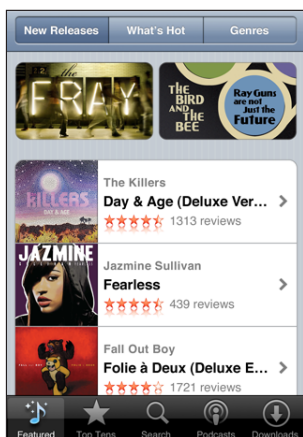 New Releases What's Hot Genres
the
FRAY
THE
BIRD
AND
THE
BEE
Ray Guns
are not
Just the
Future
KILLERS
DAY & AGE
The Killers
Day & Age (Deluxe Ver...
1313 reviews
JAZMINE
Jazmine Sullivan
Fearless
439 reviews
Fall Out Boy
Folie à Deux (Deluxe E...
1721 reviews
Featured Top Tens Search Podcasts Downloads